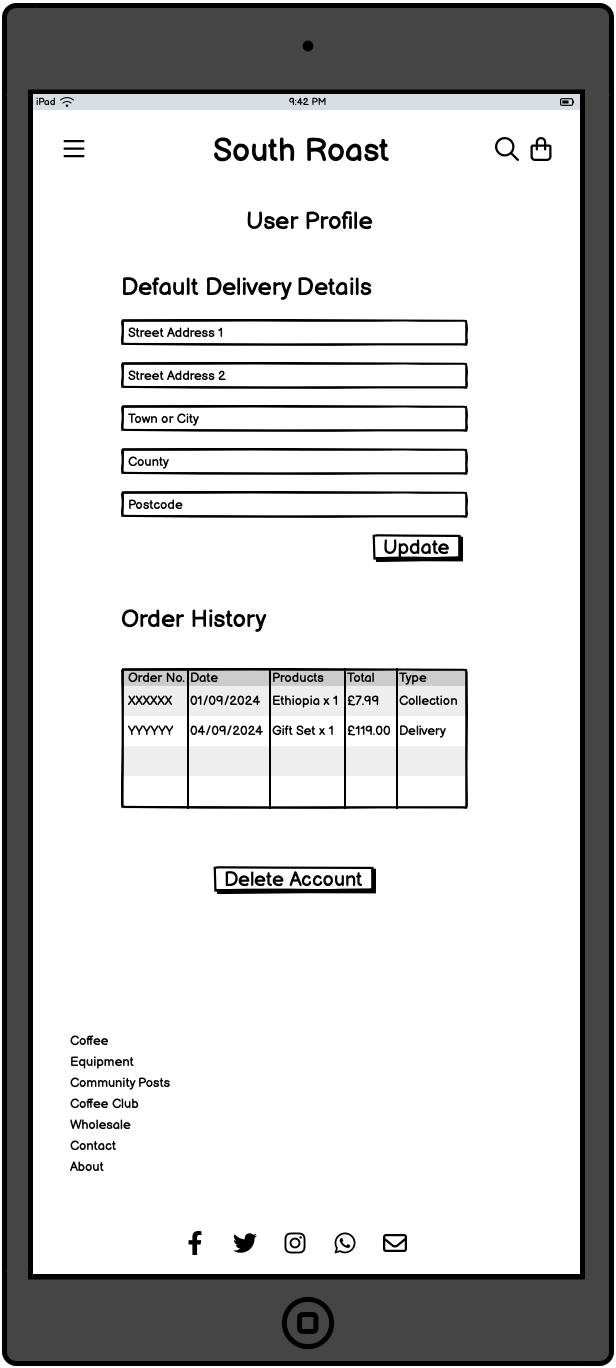 iPad 9:42 PM
South Roast
User Profile
Default Delivery Details
Street Address 1
Street Address 2
Town or City
County
Postcode
Update
Order History
Order No. Date Products Total Type
XXXXXX 01/09/2024 Ethiopia x 1 £7.99 Collection
YYYYYY 04/09/2024 Gift Set x 1 £119.00 Delivery
Delete Account
Coffee
Equipment
Community Posts
Coffee Club
Wholesale
Contact
About